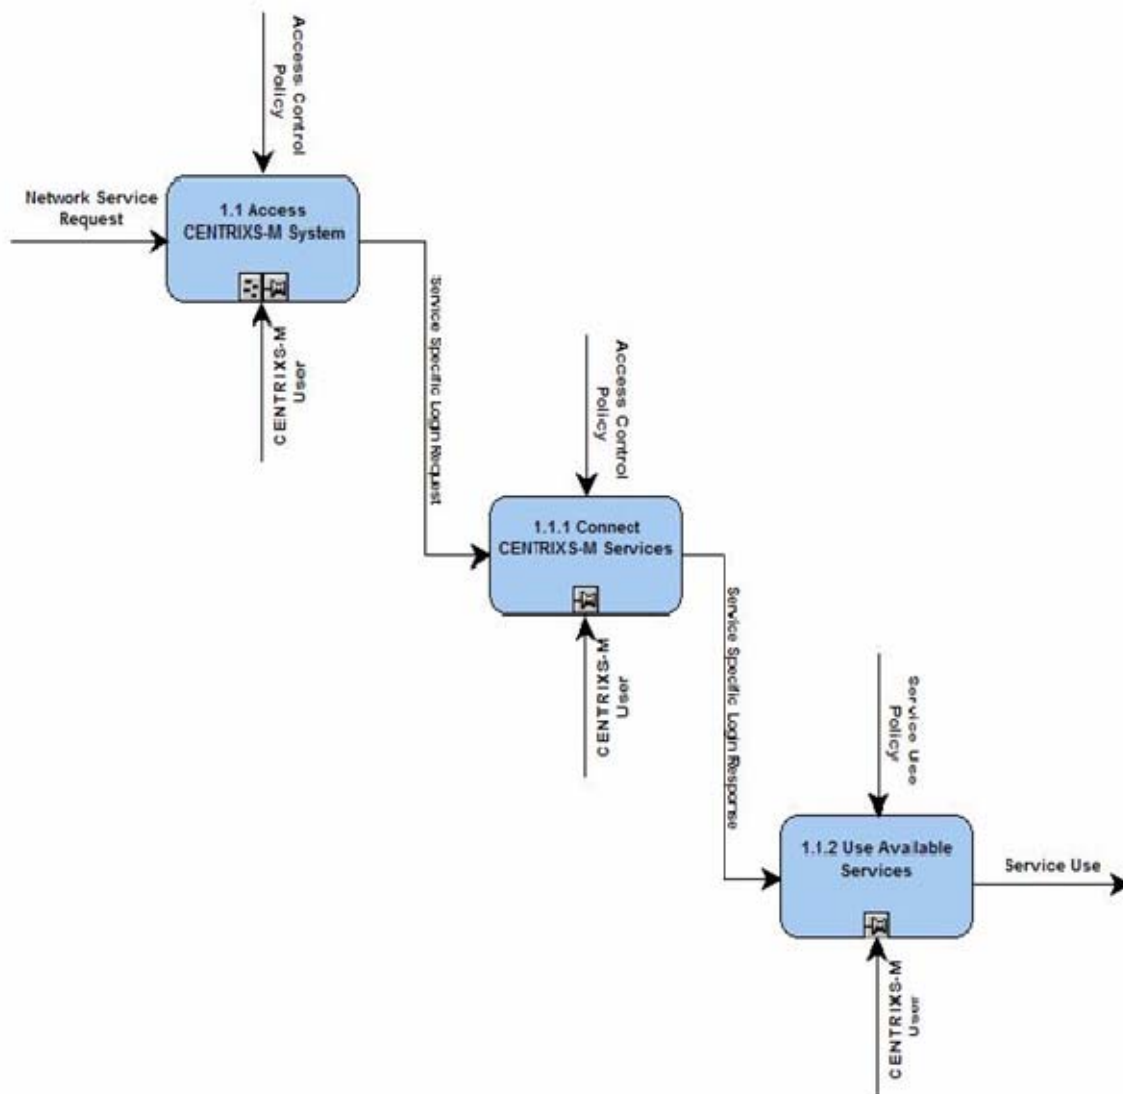 Access Control
Policy
Network Service
Request
1.1 Access
CENTRIXS-M System
CENTRIXS-M
User
Service Specific Login Request
Access Control
Policy
1.1.1 Connect
CENTRIXS-M Services
CENTRIXS-M
User
Service Specific Login Response
Service Use
Policy
1.1.2 Use Available
Services
Service Use
CENTRIXS-M
User